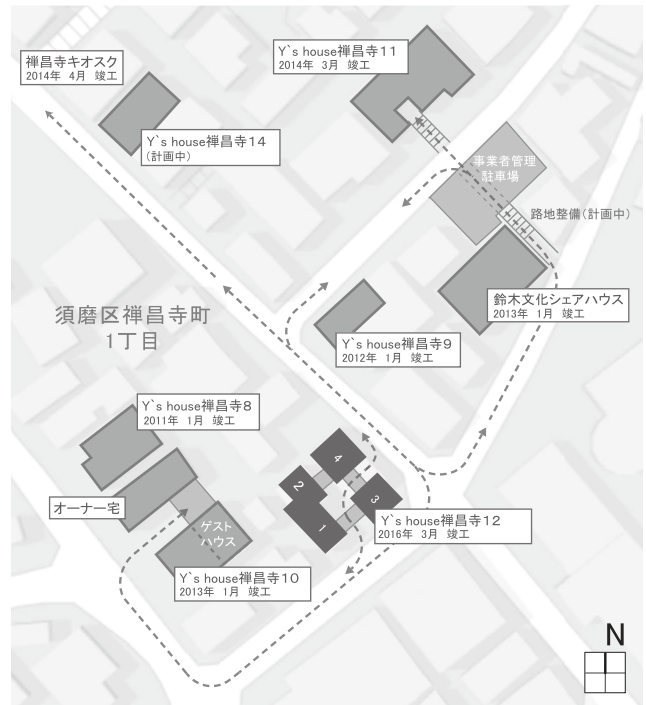 禅昌寺キオスク
2014年 4月 竣工
Y`s house禅昌寺11
2014年 3月 竣工
Y`s house禅昌寺14
(計画中)
事業者管理
駐車場
路地整備(計画中)
鈴木文化シェアハウス
2013年 1月 竣工
須磨区禅昌寺町
1丁目
Y`s house禅昌寺9
2012年 1月 竣工
Y`s house禅昌寺8
2011年 1月 竣工
オーナー宅
ゲスト
ハウス
4
2
3
1
Y`s house禅昌寺12
2016年 3月 竣工
Y`s house禅昌寺10
2013年 1月 竣工
N